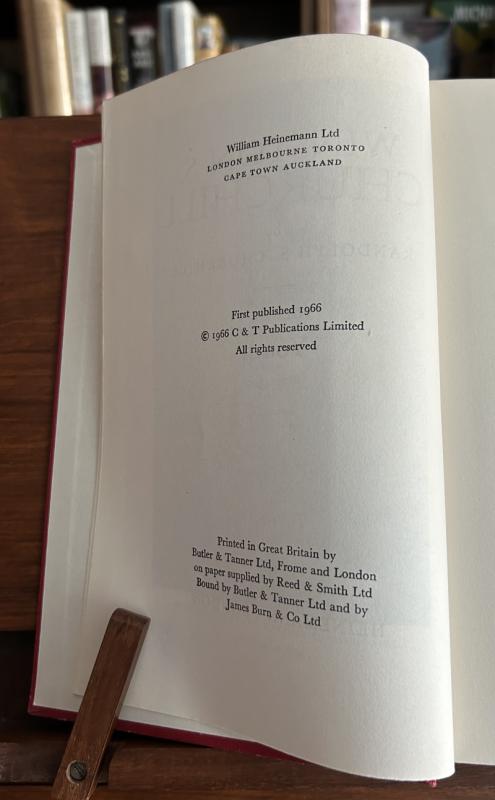 William Heinemann Ltd
LONDON MELBOURNE TORONTO
CAPE TOWN AUCKLAND
First published 1966
© 1966 C & T Publications Limited
All rights reserved
Printed in Great Britain by
Butler & Tanner Ltd, Frome and London
on paper supplied by Reed & Smith Ltd
Bound by Butler & Tanner Ltd and by
James Burn & Co Ltd